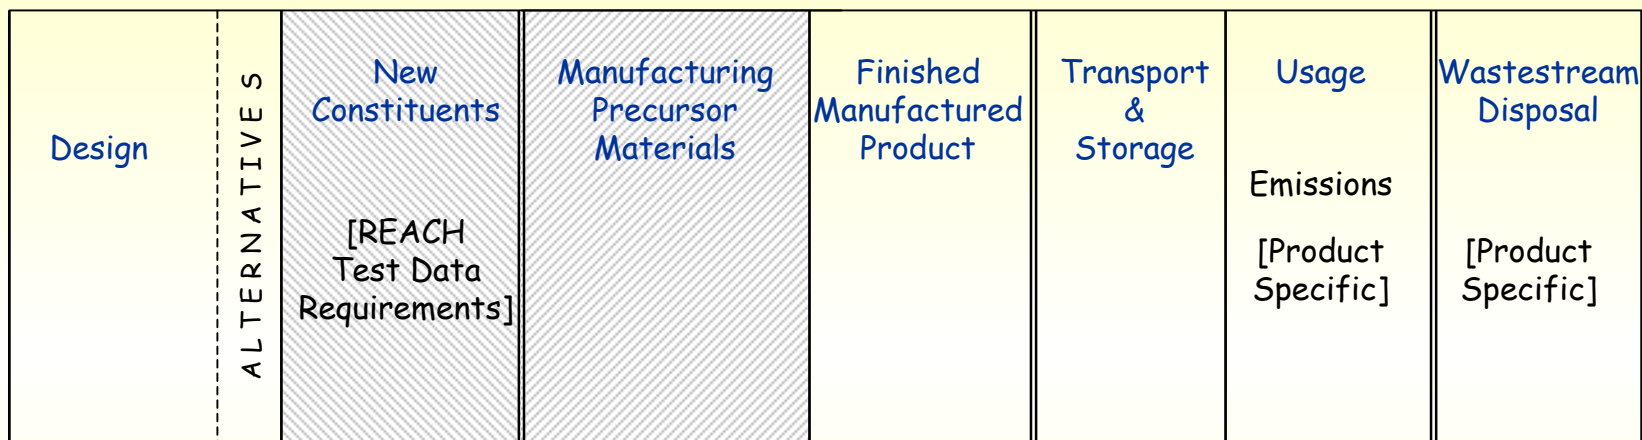 Design
ALTERNATIVES
New
Constituents
[REACH
Test Data
Requirements]
Manufacturing
Precursor
Materials
Finished
Manufactured
Product
Transport
&
Storage
Usage
Emissions
[Product
Specific]
Wastestream
Disposal
[Product
Specific]